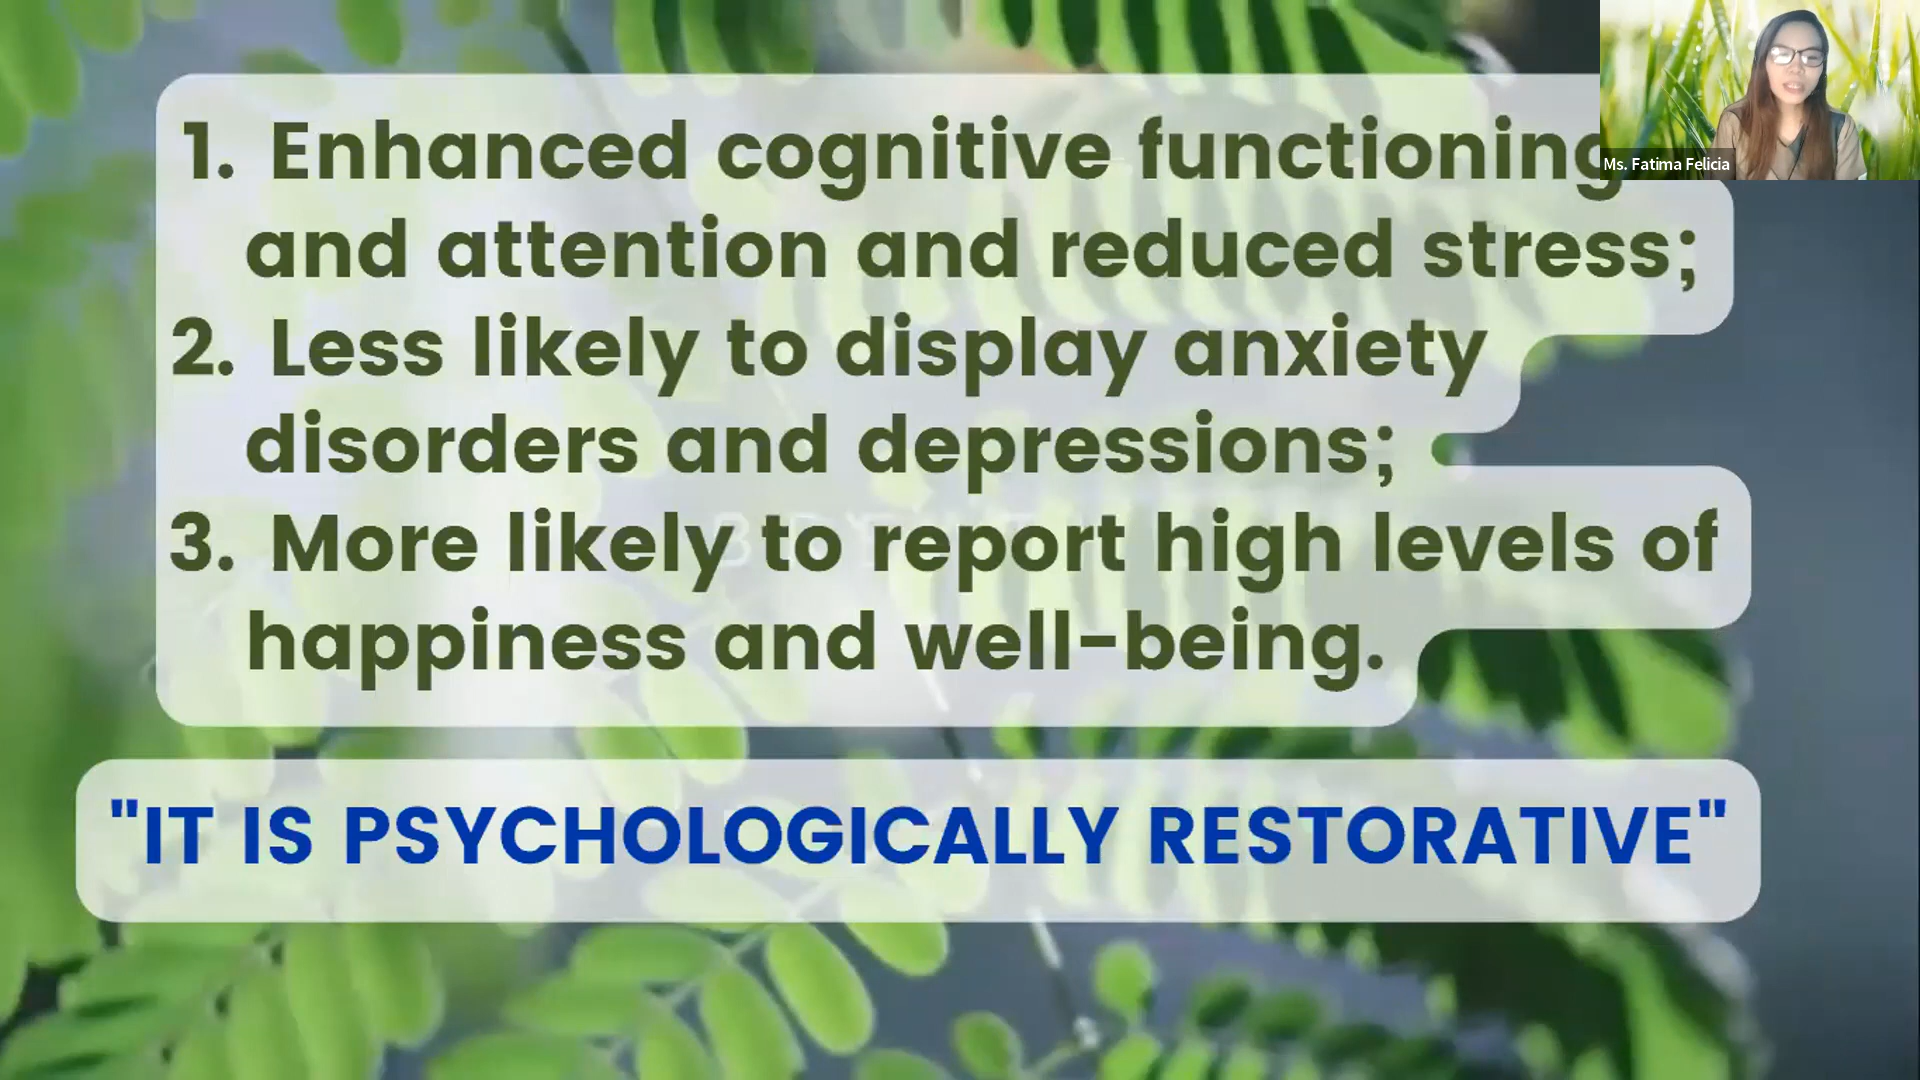 1. Enhanced cognitive functioning
and attention and reduced stress;
2. Less likely to display anxiety
disorders and depressions;
3. More likely to report high levels of
happiness and well-being.
"IT IS PSYCHOLOGICALLY RESTORATIVE"
Ms. Fatima Felicia